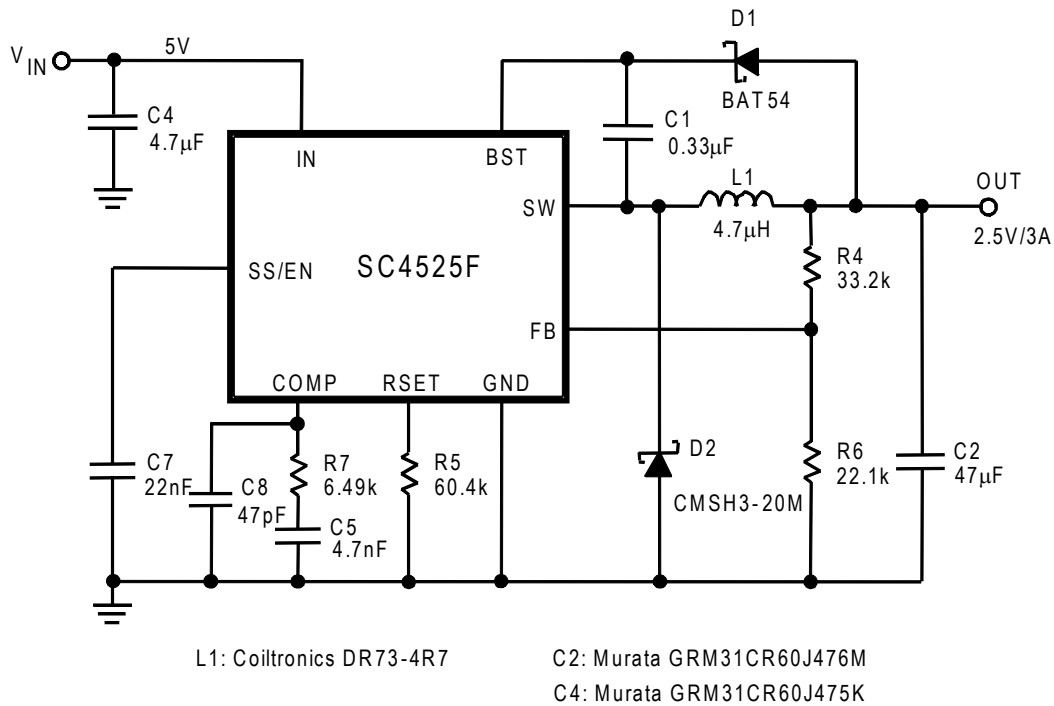 D1
V IN
5V
BAT54
C4
4.7µF
C1
0.33µF
IN
BST
L1
OUT
SW
4.7µH
2.5V/3A
SC4525F
SS/EN
R4
33.2k
FB
COMP
RSET
GND
D2
C7
22nF
C8
47pF
R7
6.49k
R5
60.4k
R6
22.1k
C2
47µF
C5
4.7nF
CMSH3-20M
L1: Coiltronics DR73-4R7
C2: Murata GRM31CR60J476M
C4: Murata GRM31CR60J475K